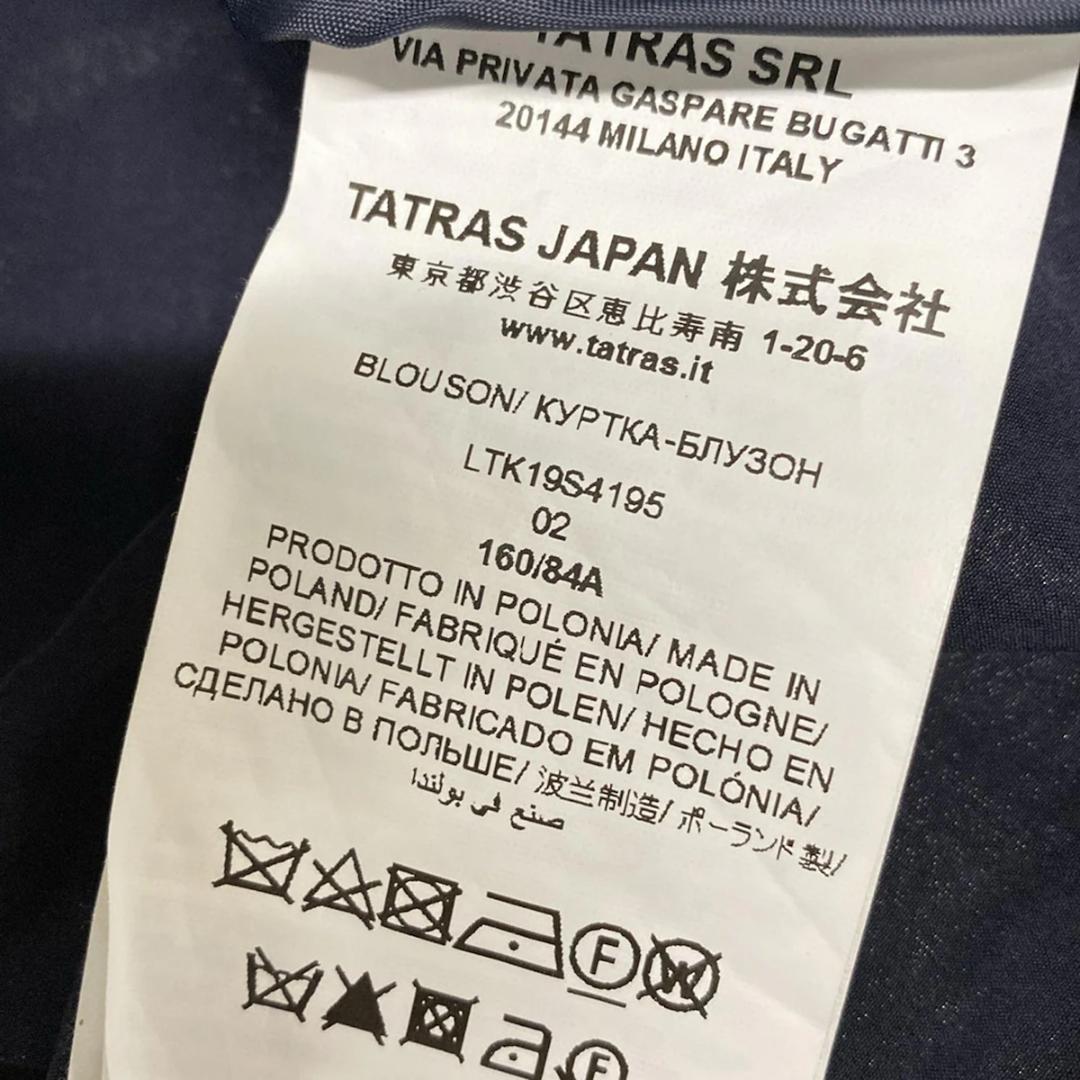 TATRAS SRL
VIA PRIVATA GASPARE BUGATTI 3
20144 MILANO ITALY
TATRAS JAPAN 株式会社
東京都渋谷区恵比寿南 1-20-6
www.tatras.it
BLOUSON/ КУРТКА-БЛУЗОН
LTK19S4195
02
160/84A
PRODOTTO IN POLONIA/ MADE IN
POLAND/ FABRIQUÉ EN POLOGNE/
HERGESTELLT IN POLEN/ HECHO EN
POLONIA/ FABRICADO EM POLÓNIA/
СДЕЛАНО В ПОЛЬШЕ/ 波兰制造/ ポーランド製/
صنع في بولندا
F W
F